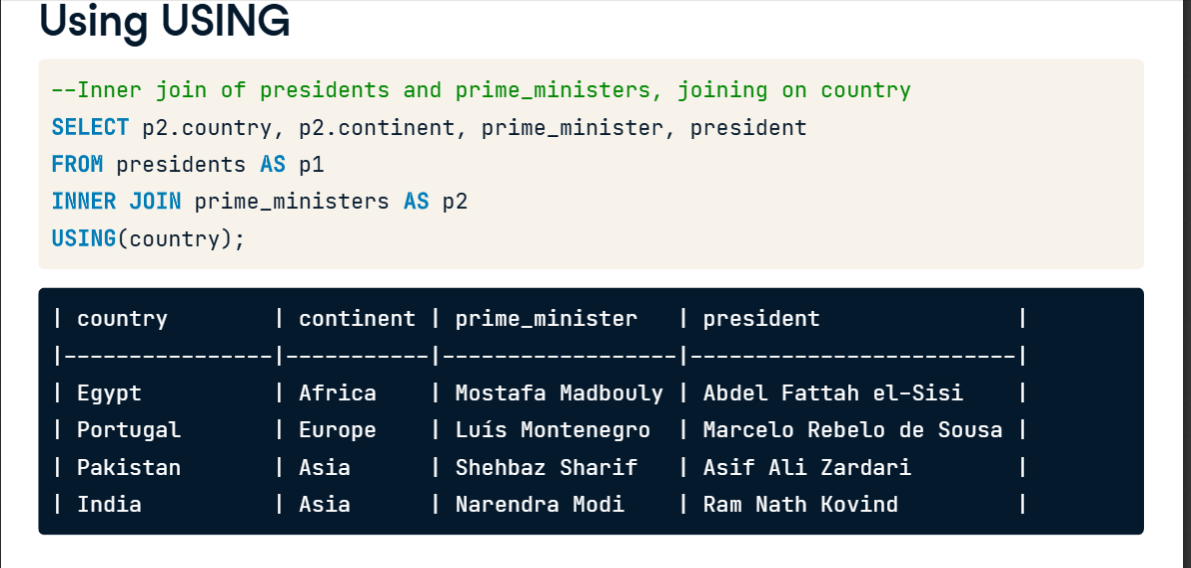 Using USING
--Inner join of presidents and prime_ministers, joining on country
SELECT p2.country, p2.continent, prime_minister, president
FROM presidents AS p1
INNER JOIN prime_ministers AS p2
USING(country);
| country        | continent | prime_minister   | president               |
|----------------|-----------|------------------|-------------------------|
| Egypt          | Africa    | Mostafa Madbouly | Abdel Fattah el-Sisi    |
| Portugal       | Europe    | Luís Montenegro  | Marcelo Rebelo de Sousa |
| Pakistan       | Asia      | Shehbaz Sharif   | Asif Ali Zardari        |
| India          | Asia      | Narendra Modi    | Ram Nath Kovind         |